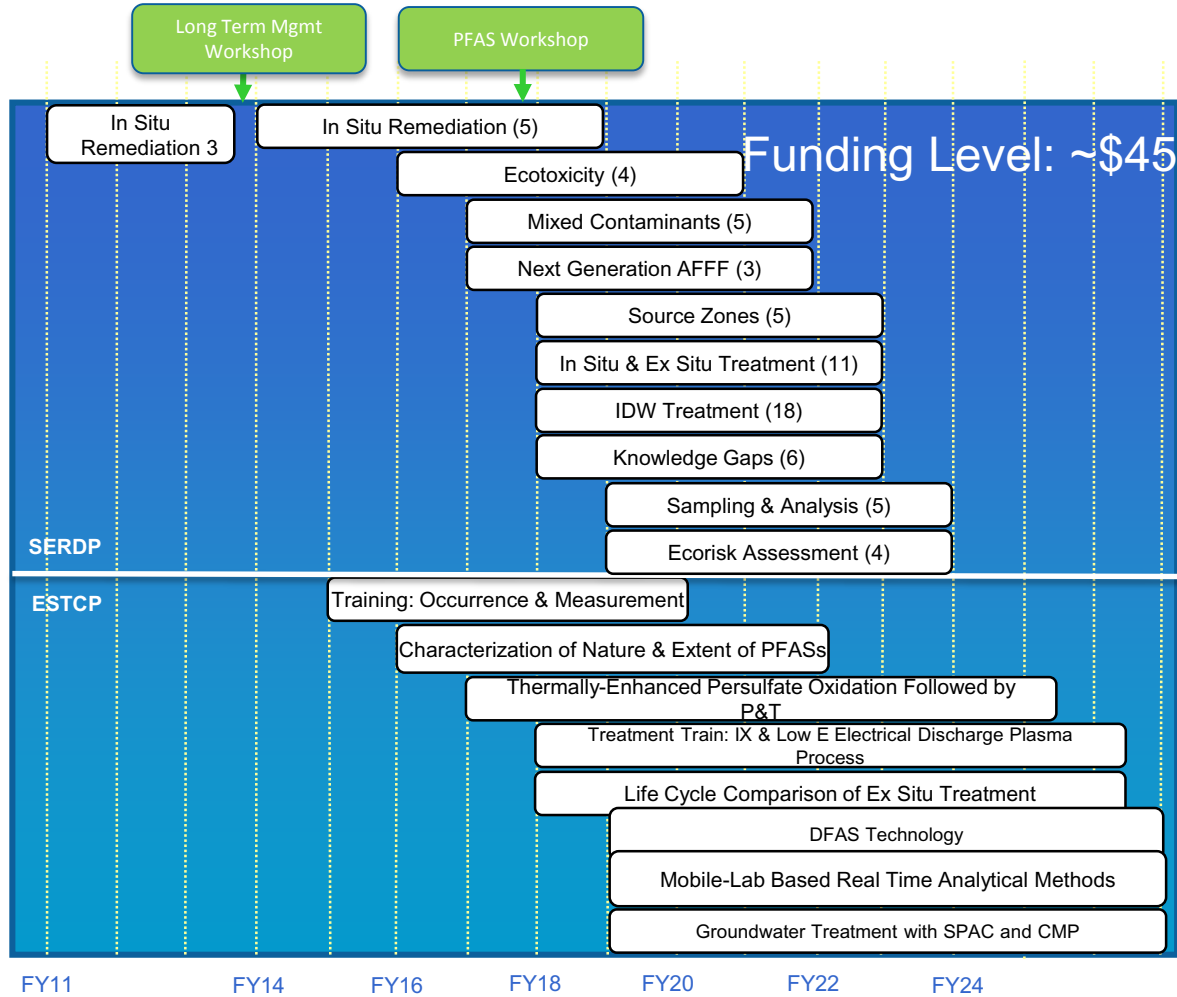 Long Term Mgmt
Workshop
PFAS Workshop
In Situ
Remediation 3
In Situ Remediation (5)
Funding Level: ~$45
Ecotoxicity (4)
Mixed Contaminants (5)
Next Generation AFFF (3)
Source Zones (5)
In Situ & Ex Situ Treatment (11)
IDW Treatment (18)
Knowledge Gaps (6)
Sampling & Analysis (5)
Ecorisk Assessment (4)
SERDP
ESTCP
Training: Occurrence & Measurement
Characterization of Nature & Extent of PFASs
Thermally-Enhanced Persulfate Oxidation Followed by
P&T
Treatment Train: IX & Low E Electrical Discharge Plasma
Process
Life Cycle Comparison of Ex Situ Treatment
DFAS Technology
Mobile-Lab Based Real Time Analytical Methods
Groundwater Treatment with SPAC and CMP
FY11 FY14 FY16 FY18 FY20 FY22 FY24